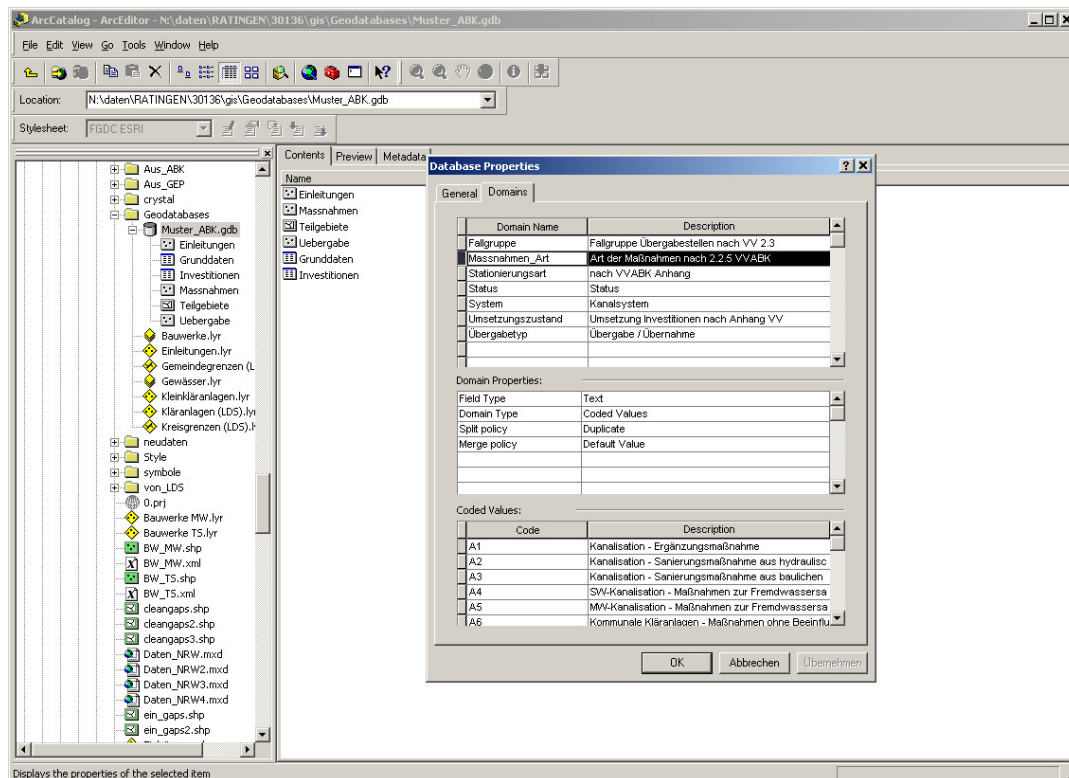 ArcCatalog - ArcEditor - N:\daten\RATINGEN\30136\gis\Geodatabases\Muster_ABK.gdb
File Edit View Go Tools Window Help
Location: N:\daten\RATINGEN\30136\gis\Geodatabases\Muster_ABK.gdb
Stylesheet: FGDC ESRI
Aus_ABK
Aus_GEP
crystal
Geodatabases
Muster_ABK.gdb
Einleitungen
Grunddaten
Investitionen
Massnahmen
Teilgebiete
Uebergabe
Bauwerke.lyr
Einleitungen.lyr
Gemeindegrenzen (L
Gewässer.lyr
Kleinkläranlagen.lyr
Kläranlagen (LDS).lyr
Kreisgrenzen (LDS).l
neudaten
Style
symbole
von_LDS
0.prj
Bauwerke MW.lyr
Bauwerke TS.lyr
BW_MW.shp
BW_MW.xml
BW_TS.shp
BW_TS.xml
cleangaps.shp
cleangaps2.shp
cleangaps3.shp
Daten_NRW.mxd
Daten_NRW2.mxd
Daten_NRW3.mxd
Daten_NRW4.mxd
ein_gaps.shp
ein_gaps2.shp
Contents Preview Metadata
Name
Einleitungen
Massnahmen
Teilgebiete
Uebergabe
Grunddaten
Investitionen
Database Properties
General Domains
Domain Name Description
Fallgruppe Fallgruppe Übergabestellen nach VV 2.3
Massnahmen_Art Art der Maßnahmen nach 2.2.5 VVABK
Stationierungsart nach VVABK Anhang
Status Status
System Kanalsystem
Umsetzungszustand Umsetzung Investitionen nach Anhang VV
Übergabetyp Übergabe / Übernahme
Domain Properties:
Field Type Text
Domain Type Coded Values
Split policy Duplicate
Merge policy Default Value
Coded Values:
Code Description
A1 Kanalisation - Ergänzungsmaßnahme
A2 Kanalisation - Sanierungsmaßnahme aus hydraulisc
A3 Kanalisation - Sanierungsmaßnahme aus baulichen
A4 SW-Kanalisation - Maßnahmen zur Fremdwassersa
A5 MW-Kanalisation - Maßnahmen zur Fremdwassersa
A6 Kommunale Kläranlagen - Maßnahmen ohne Beeinflu
OK Abbrechen Übernehmen
Displays the properties of the selected item